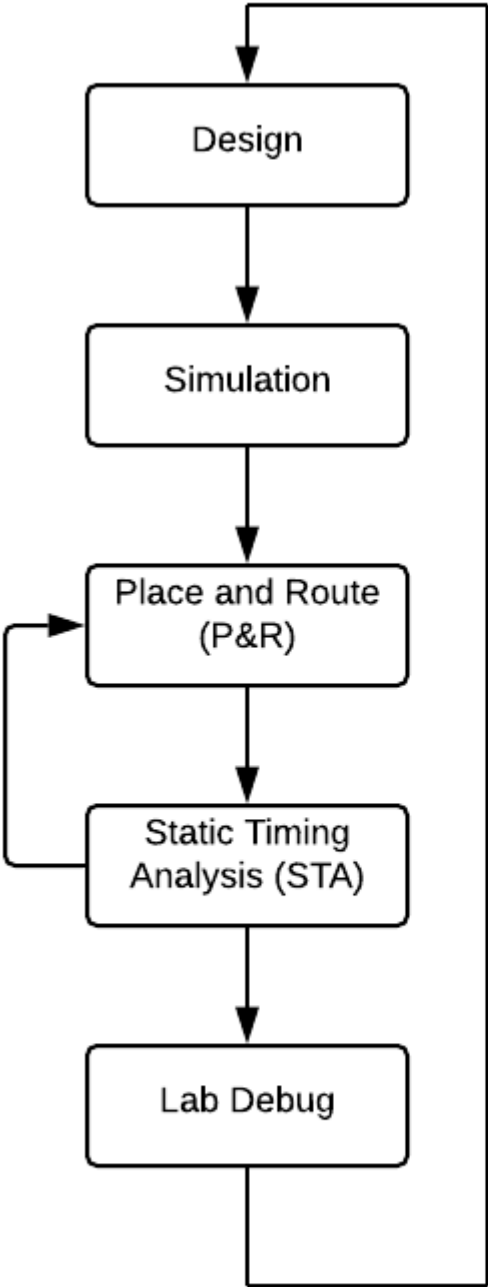 Design
Simulation
Place and Route
(P&R)
Static Timing
Analysis (STA)
Lab Debug